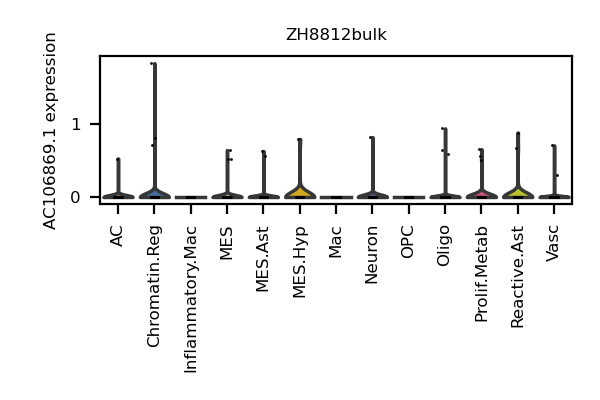 ZH8812bulk
AC106869.1 expression
1
0
AC
Chromatin.Reg
Inflammatory.Mac
MES
MES.Ast
MES.Hyp
Mac
Neuron
OPC
Oligo
Prolif.Metab
Reactive.Ast
Vasc